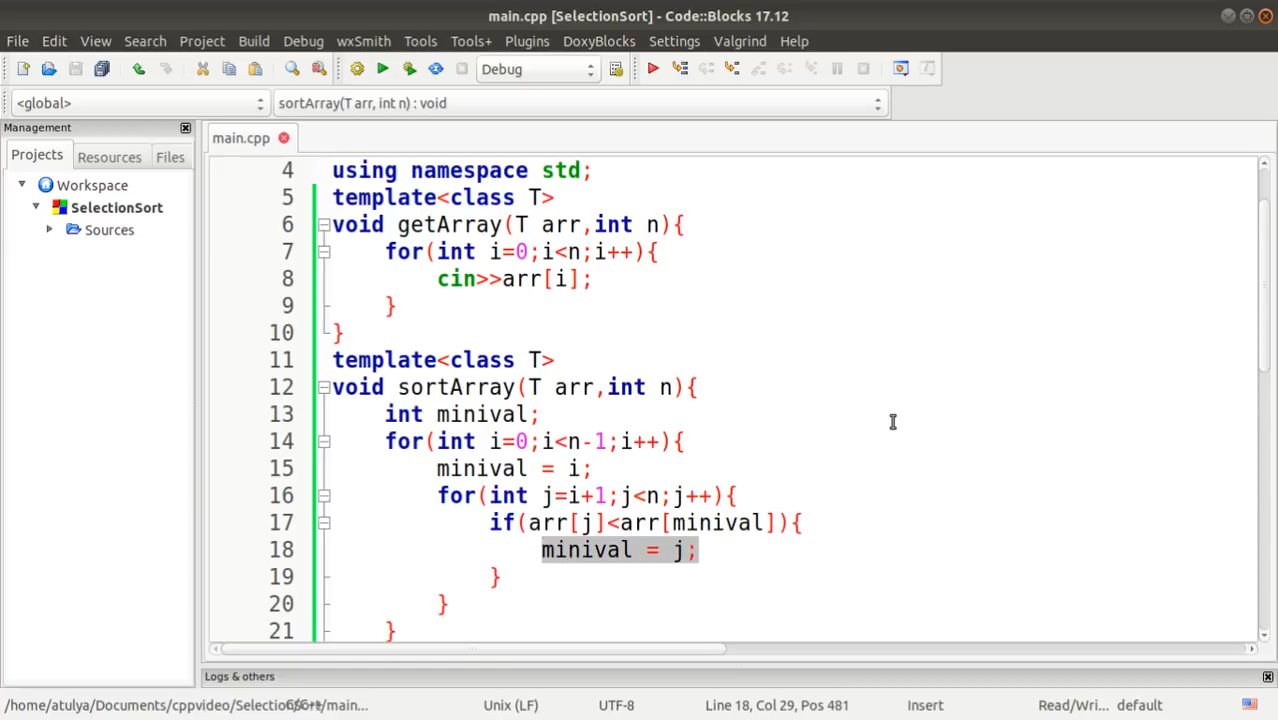 main.cpp [SelectionSort] - Code::Blocks 17.12
File Edit View Search Project Build Debug wxSmith Tools Tools+ Plugins DoxyBlocks Settings Valgrind Help
Debug
<global> sortArray(T arr, int n) : void
Management
Projects Resources Files
Workspace
SelectionSort
Sources
main.cpp
4 using namespace std;
5 template<class T>
6 void getArray(T arr,int n){
7 for(int i=0;i<n;i++){
8 cin>>arr[i];
9 }
10 }
11 template<class T>
12 void sortArray(T arr,int n){
13 int minival;
14 for(int i=0;i<n-1;i++){
15 minival = i;
16 for(int j=i+1;j<n;j++){
17 if(arr[j]<arr[minival]){
18 minival = j;
19 }
20 }
21 }
Logs & others
Unix (LF) UTF-8 Line 18, Col 29, Pos 481 Insert Read/Wri... default